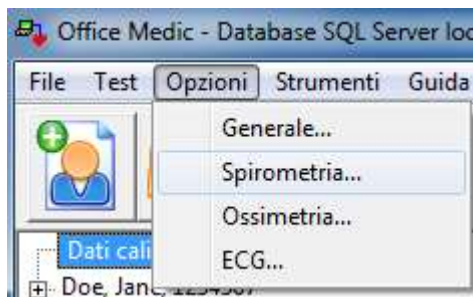 Office Medic - Database SQL Server loc
File Test Opzioni Strumenti Guida
Generale...
Spirometria...
Ossimetria...
ECG...
Dati cali
Doe, Jane, 1234567